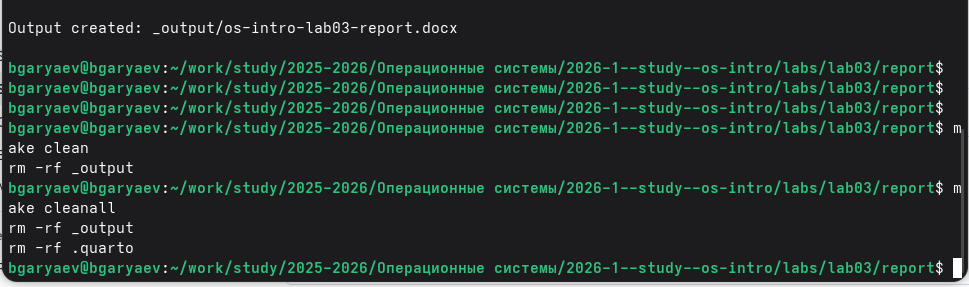 Output created: _output/os-intro-lab03-report.docx
bgaryaev@bgaryaev:~/work/study/2025-2026/Операционные системы/2026-1--study--os-intro/labs/lab03/report$
bgaryaev@bgaryaev:~/work/study/2025-2026/Операционные системы/2026-1--study--os-intro/labs/lab03/report$
bgaryaev@bgaryaev:~/work/study/2025-2026/Операционные системы/2026-1--study--os-intro/labs/lab03/report$
bgaryaev@bgaryaev:~/work/study/2025-2026/Операционные системы/2026-1--study--os-intro/labs/lab03/report$ m
ake clean
rm -rf _output
bgaryaev@bgaryaev:~/work/study/2025-2026/Операционные системы/2026-1--study--os-intro/labs/lab03/report$ m
ake cleanall
rm -rf _output
rm -rf .quarto
bgaryaev@bgaryaev:~/work/study/2025-2026/Операционные системы/2026-1--study--os-intro/labs/lab03/report$